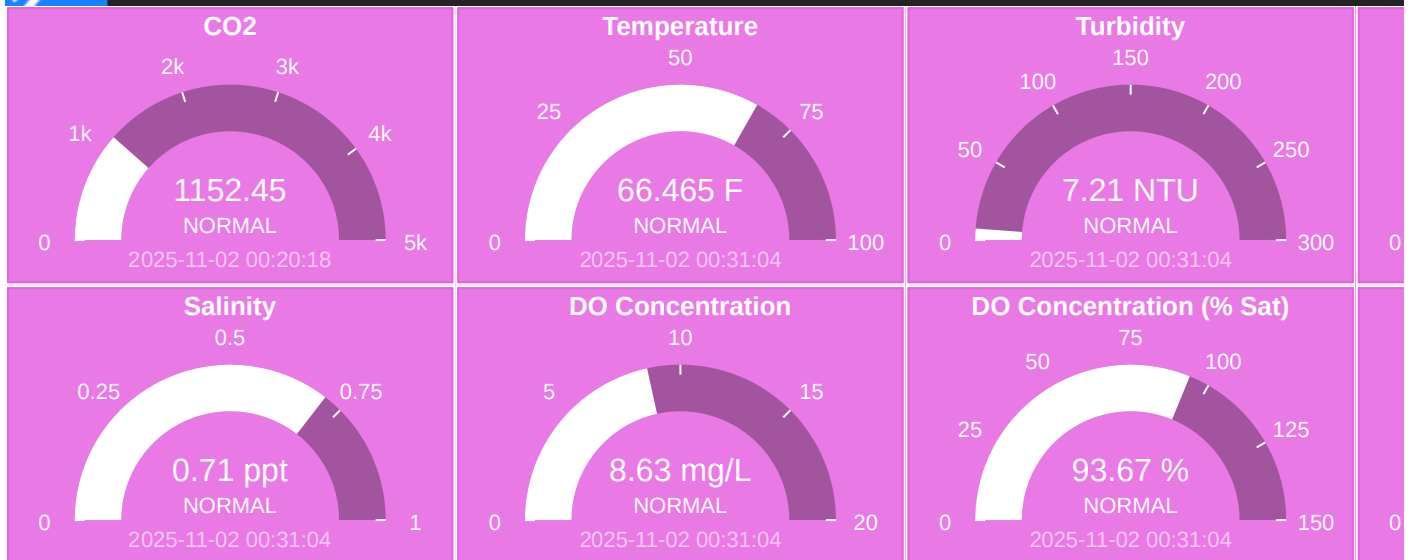 CO2
2k
3k
1k
4k
1152.45
NORMAL
0
5k
2025-11-02 00:20:18
Temperature
50
25
75
66.465 F
NORMAL
0
100
2025-11-02 00:31:04
Turbidity
150
100
200
50
250
7.21 NTU
NORMAL
0
300
2025-11-02 00:31:04
0
Salinity
0.5
0.25
0.75
0.71 ppt
NORMAL
0
1
2025-11-02 00:31:04
DO Concentration
10
5
15
8.63 mg/L
NORMAL
0
20
2025-11-02 00:31:04
DO Concentration (% Sat)
75
50
100
25
125
93.67 %
NORMAL
0
150
2025-11-02 00:31:04
0